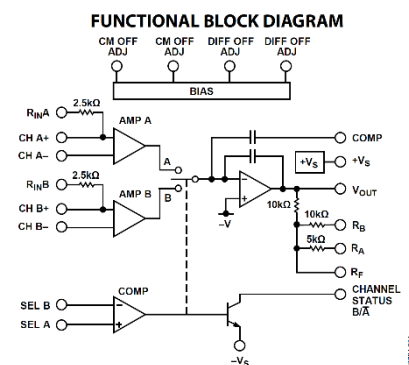 FUNCTIONAL BLOCK DIAGRAM
CM OFF ADJ
CM OFF ADJ
DIFF OFF ADJ
DIFF OFF ADJ
BIAS
RINA
2.5kΩ
AMP A
CH A+
CH A–
A
B
RINB
2.5kΩ
AMP B
CH B+
CH B–
COMP
+VS
+VS
–
+
–V
VOUT
10kΩ
10kΩ
RB
5kΩ
RA
RF
COMP
SEL B
–
SEL A
+
CHANNEL
STATUS
B/A̅
–VS